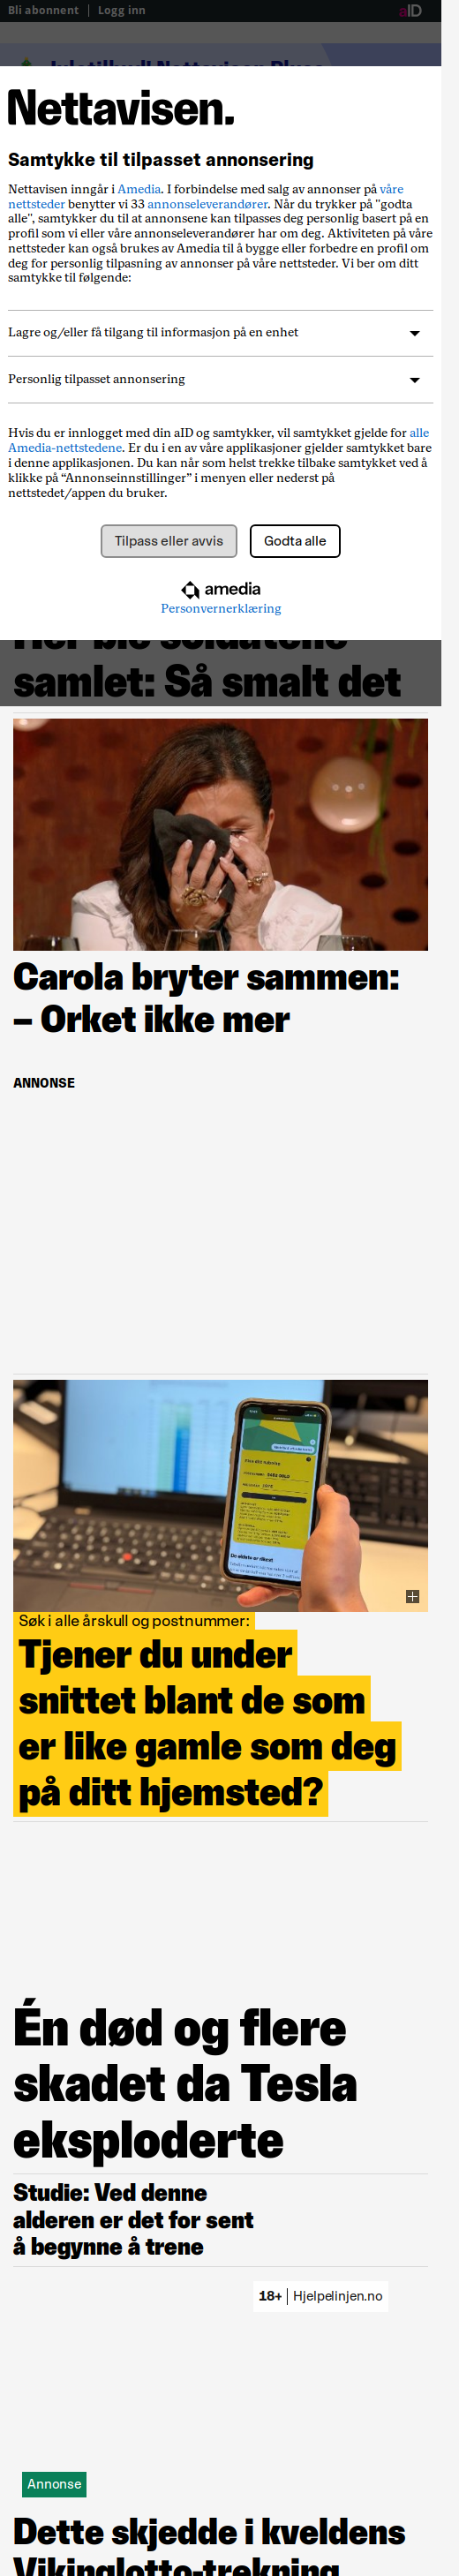 Bli abonnent | Logg inn
aID
Nettavisen.
Samtykke til tilpasset annonsering
Nettavisen inngår i Amedia. I forbindelse med salg av annonser på våre
nettsteder benytter vi 33 annonseleverandører. Når du trykker på "godta
alle", samtykker du til at annonsene kan tilpasses deg personlig basert på en
profil som vi eller våre annonseleverandører har om deg. Aktiviteten på våre
nettsteder kan også brukes av Amedia til å bygge eller forbedre en profil om
deg for personlig tilpasning av annonser på våre nettsteder. Vi ber om ditt
samtykke til følgende:
Lagre og/eller få tilgang til informasjon på en enhet
Personlig tilpasset annonsering
Hvis du er innlogget med din aID og samtykker, vil samtykket gjelde for alle
Amedia-nettstedene. Er du i en av våre applikasjoner gjelder samtykket bare
i denne applikasjonen. Du kan når som helst trekke tilbake samtykket ved å
klikke på “Annonseinnstillinger” i menyen eller nederst på
nettstedet/appen du bruker.
Tilpass eller avvis
Godta alle
amedia
Personvernerklæring
Her ble soldatene
samlet: Så smalt det
Carola bryter sammen:
– Orket ikke mer
ANNONSE
Søk i alle årskull og postnummer:
Tjener du under
snittet blant de som
er like gamle som deg
på ditt hjemsted?
Én død og flere
skadet da Tesla
eksploderte
Studie: Ved denne
alderen er det for sent
å begynne å trene
18+ | Hjelpelinjen.no
Annonse
Dette skjedde i kveldens
Vikinglotto-trekning